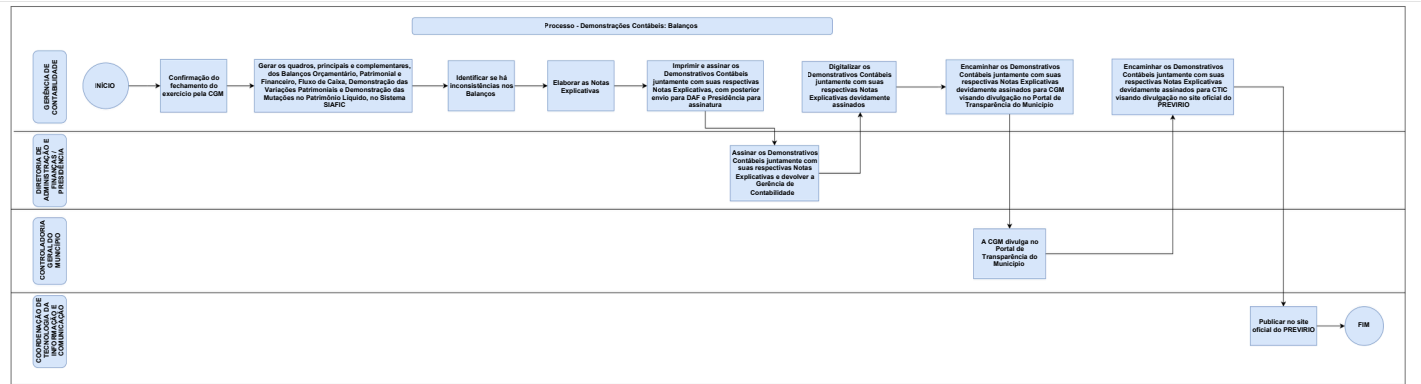 Processo - Demonstrações Contábeis: Balanços
GERÊNCIA DE
CONTABILIDADE
INÍCIO
Confirmação do
fechamento do
exercício pela CGM
Gerar os quadros, principais e complementares,
dos Balanços Orçamentário, Patrimonial e
Financeiro, Fluxo de Caixa, Demonstração das
Variações Patrimoniais e Demonstração das
Mutações no Patrimônio Líquido, no Sistema
SIAFIC
Identificar se há
inconsistências nos
Balanços
Elaborar as Notas
Explicativas
Imprimir e assinar os
Demonstrativos Contábeis
juntamente com suas respectivas
Notas Explicativas, com posterior
envio para DAF e Presidência para
assinatura
Digitalizar os
Demonstrativos Contábeis
juntamente com suas
respectivas Notas
Explicativas devidamente
assinados
Encaminhar os Demonstrativos
Contábeis juntamente com suas
respectivas Notas Explicativas
devidamente assinados para CGM
visando divulgação no Portal de
Transparência do Município
Encaminhar os Demonstrativos
Contábeis juntamente com suas
respectivas Notas Explicativas
devidamente assinados para CTIC
visando divulgação no site oficial do
PREVIRIO
DIRETORIA DE
ADMINISTRAÇÃO E
FINANÇAS /
PRESIDÊNCIA
Assinar os Demonstrativos
Contábeis juntamente com
suas respectivas Notas
Explicativas e devolver a
Gerência de
Contabilidade
CONTROLADORIA
GERAL DO
MUNICÍPIO
A CGM divulga no
Portal de
Transparência do
Município
COORDENAÇÃO DE
TECNOLOGIA DA
INFORMAÇÃO E
COMUNICAÇÃO
Publicar no site
oficial do PREVIRIO
FIM